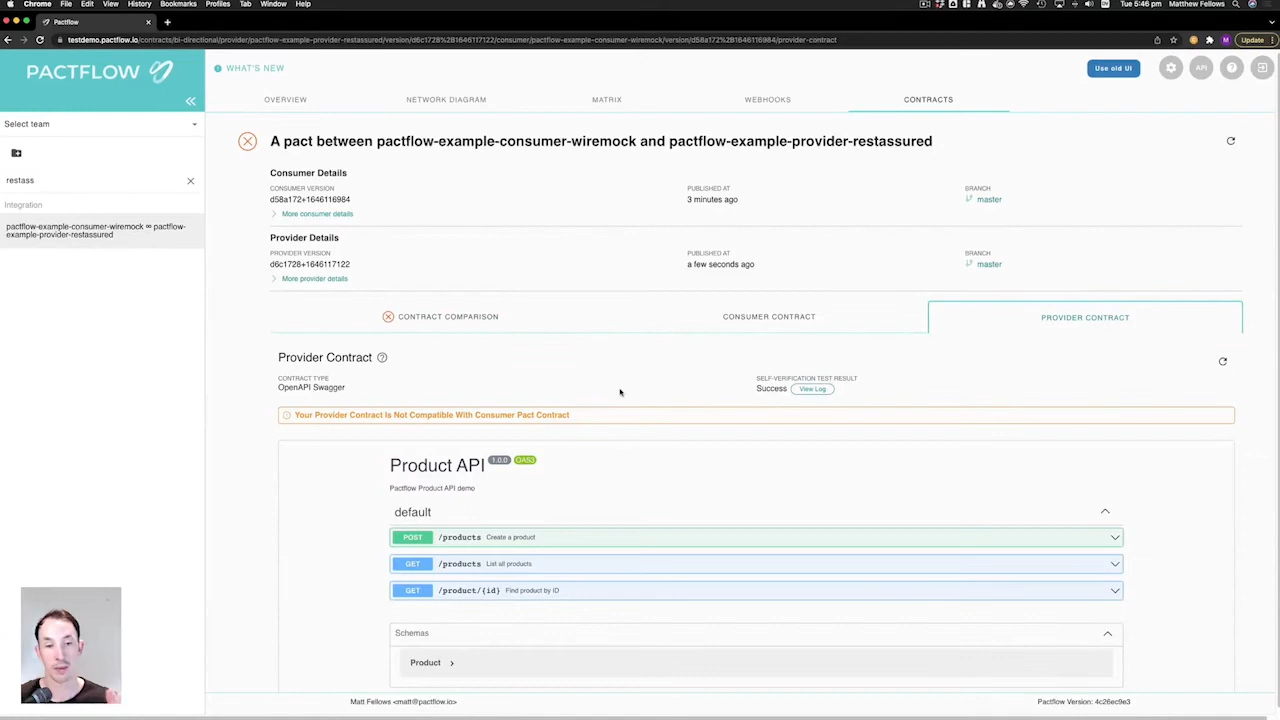 Chrome File Edit View History Bookmarks Profiles Tab Window Help
Tue 5:46 pm Matthew Fellows
Pactflow
testdemo.pactflow.io/contracts/bi-directional/provider/pactflow-example-provider-restassured/version/d6c1728%2B1646117122/consumer/pactflow-example-consumer-wiremock/version/d58a172%2B1646116984/provider-contract
M Update
PACTFLOW
WHAT'S NEW
Use old UI
API
Select team
OVERVIEW NETWORK DIAGRAM MATRIX WEBHOOKS CONTRACTS
A pact between pactflow-example-consumer-wiremock and pactflow-example-provider-restassured
restass
Integration
pactflow-example-consumer-wiremock ∞ pactflow-
example-provider-restassured
Consumer Details
CONSUMER VERSION PUBLISHED AT BRANCH
d58a172+1646116984 3 minutes ago master
More consumer details
Provider Details
PROVIDER VERSION PUBLISHED AT BRANCH
d6c1728+1646117122 a few seconds ago master
More provider details
CONTRACT COMPARISON CONSUMER CONTRACT PROVIDER CONTRACT
Provider Contract
CONTRACT TYPE SELF-VERIFICATION TEST RESULT
OpenAPI Swagger Success View Log
Your Provider Contract Is Not Compatible With Consumer Pact Contract
Product API 1.0.0 OAS3
Pactflow Product API demo
default
POST /products Create a product
GET /products List all products
GET /product/{id} Find product by ID
Schemas
Product
Matt Fellows <matt@pactflow.io> Pactflow Version: 4c26ec9e3